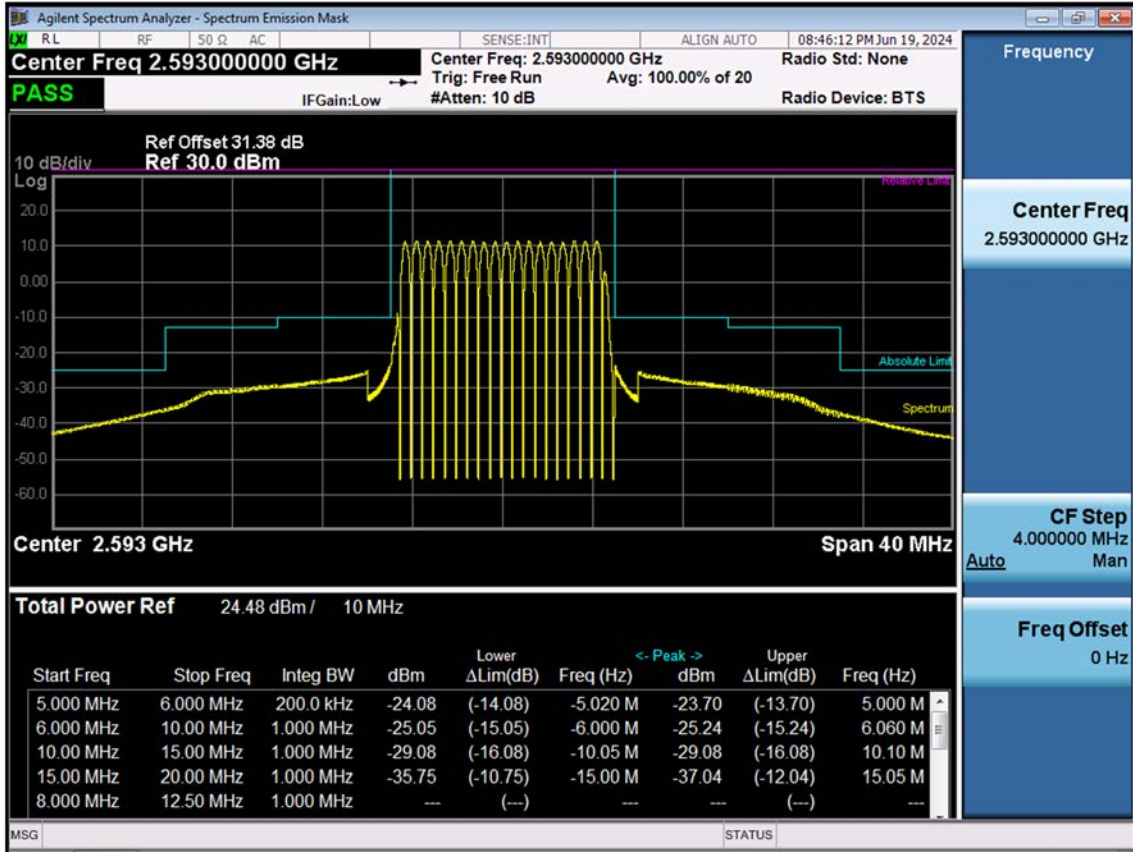 Agilent Spectrum Analyzer - Spectrum Emission Mask
LXI RL RF 50 Ω AC SENSE:INT ALIGN AUTO 08:46:12 PM Jun 19, 2024
Center Freq 2.593000000 GHz
Center Freq: 2.593000000 GHz
Radio Std: None
Trig: Free Run Avg: 100.00% of 20
PASS
IFGain:Low
#Atten: 10 dB
Radio Device: BTS
Ref Offset 31.38 dB
10 dB/div Ref 30.0 dBm
Log
Relative Limit
20.0
10.0
0.00
-10.0
-20.0
Absolute Limit
-30.0
Spectrum
-40.0
-50.0
-60.0
Center 2.593 GHz Span 40 MHz
Total Power Ref 24.48 dBm / 10 MHz
Lower <- Peak -> Upper
Start Freq Stop Freq Integ BW dBm ΔLim(dB) Freq (Hz) dBm ΔLim(dB) Freq (Hz)
5.000 MHz 6.000 MHz 200.0 kHz -24.08 (-14.08) -5.020 M -23.70 (-13.70) 5.000 M
6.000 MHz 10.00 MHz 1.000 MHz -25.05 (-15.05) -6.000 M -25.24 (-15.24) 6.060 M
10.00 MHz 15.00 MHz 1.000 MHz -29.08 (-16.08) -10.05 M -29.08 (-16.08) 10.10 M
15.00 MHz 20.00 MHz 1.000 MHz -35.75 (-10.75) -15.00 M -37.04 (-12.04) 15.05 M
8.000 MHz 12.50 MHz 1.000 MHz --- (---) --- --- (---) ---
MSG STATUS
Frequency
Center Freq
2.593000000 GHz
CF Step
4.000000 MHz
Auto Man
Freq Offset
0 Hz